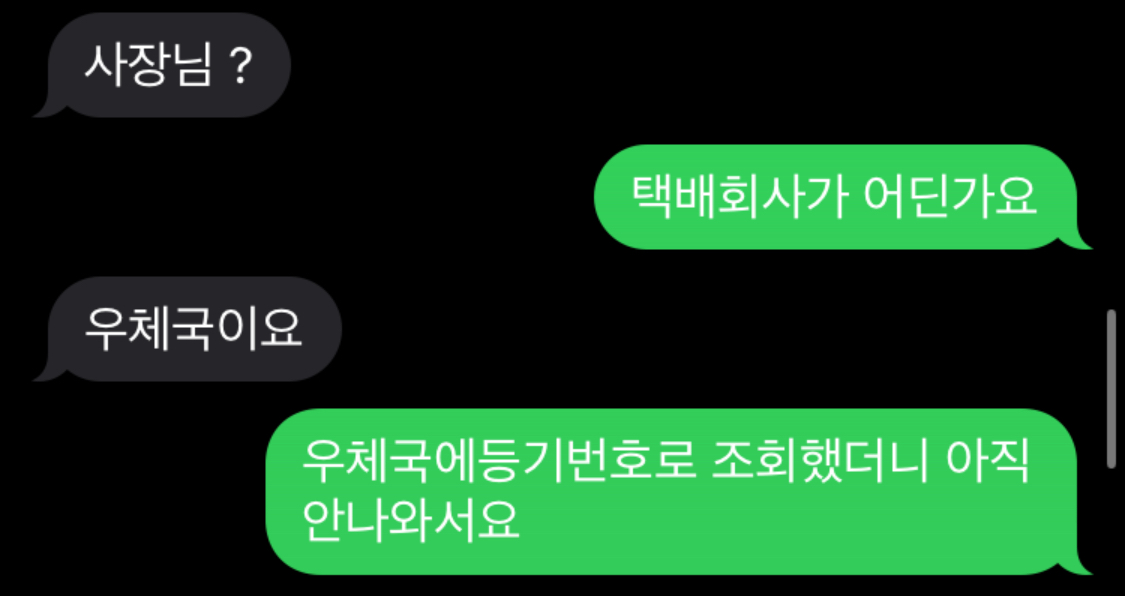 사장님 ?
택배회사가 어딘가요
우체국이요
우체국에등기번호로 조회했더니 아직
안나와서요